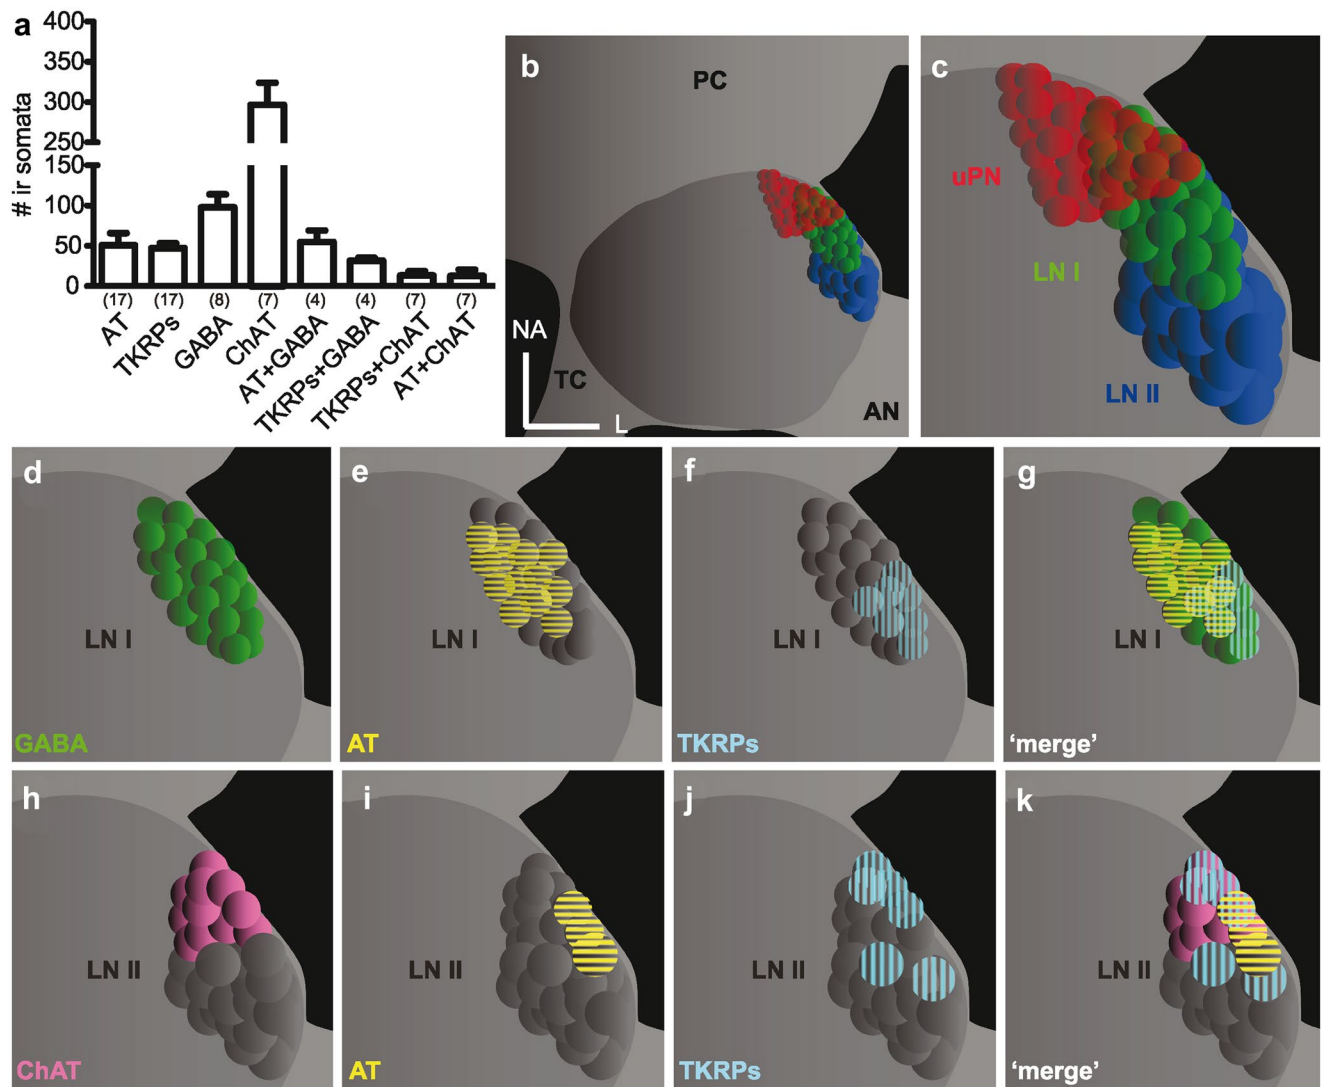 a
400
350
300
250
150
100
50
0
# ir somata
(17) (17) (8) (7) (4) (4) (7) (7)
AT
TKRPs
GABA
ChAT
AT+GABA
TKRPs+GABA
TKRPs+ChAT
AT+ChAT
b
PC
NA
TC
L
AN
c
uPN
LN I
LN II
d
LN I
GABA
e
LN I
AT
f
LN I
TKRPs
g
LN I
‘merge’
h
LN II
ChAT
i
LN II
AT
j
LN II
TKRPs
k
LN II
‘merge’